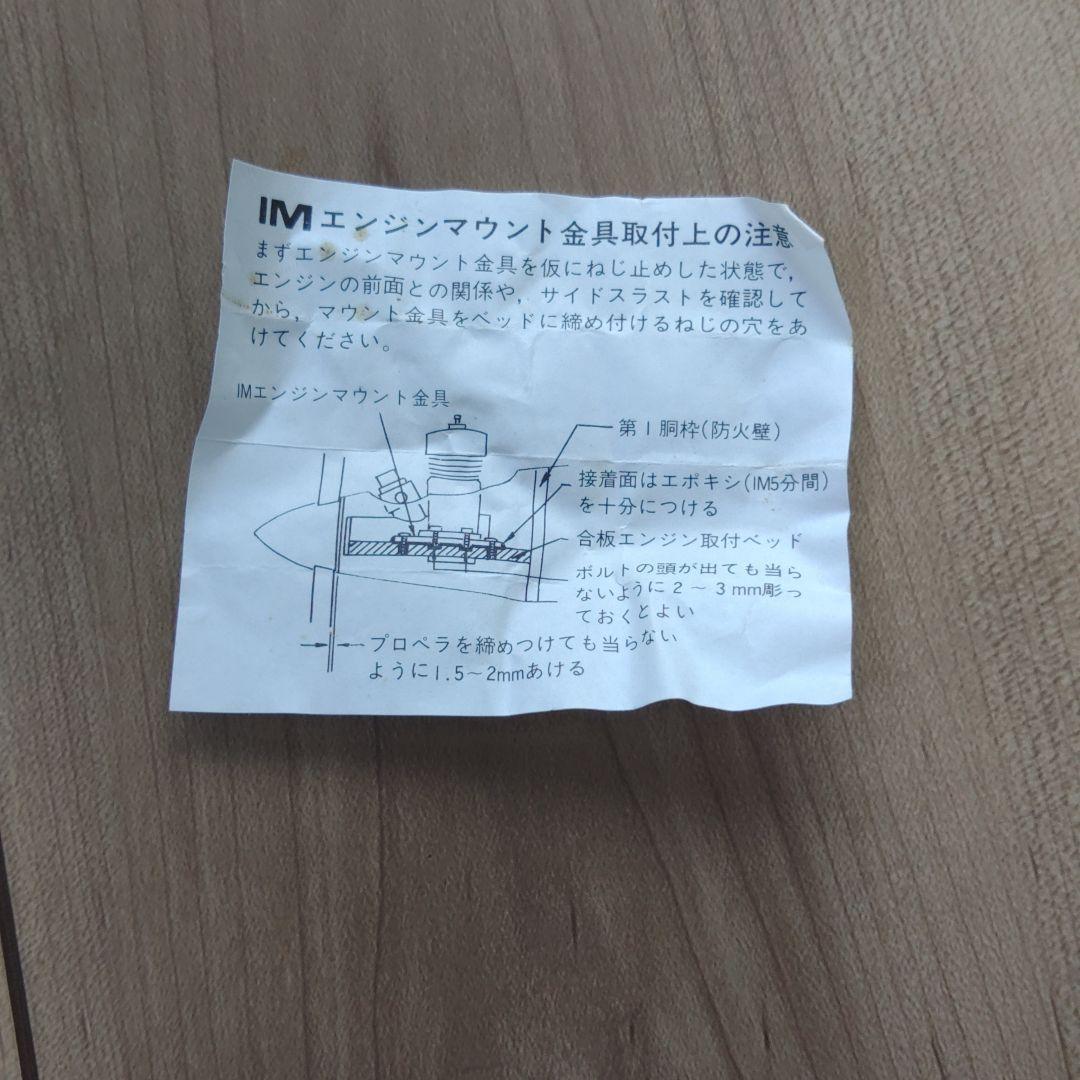 IMエンジンマウント金具取付上の注意
まずエンジンマウント金具を仮にねじ止めした状態で，
エンジンの前面との関係や，サイドスラストを確認して
から，マウント金具をベッドに締め付けるねじの穴をあ
けてください。
IMエンジンマウント金具
第1胴枠(防火壁)
接着面はエポキシ(IM5分間)
を十分につける
合板エンジン取付ベッド
ボルトの頭が出ても当ら
ないように2～3mm彫っ
ておくとよい
プロペラを締めつけても当らない
ように1.5～2mmあける